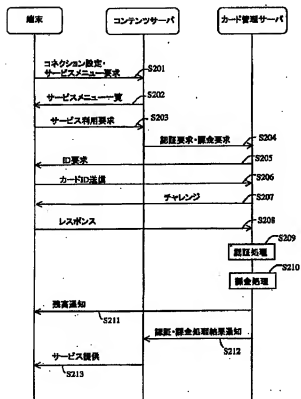 端末
コンテンツサーバ
カード管理サーバ
コネクション設定・
サービスメニュー要求
S201
サービスメニュー一覧
S202
サービス利用要求
S203
認証要求・課金要求
S204
ID要求
S205
カードID送信
S206
チャレンジ
S207
レスポンス
S208
S209
認証処理
S210
課金処理
残高通知
S211
認証・課金処理結果通知
S212
サービス提供
S213